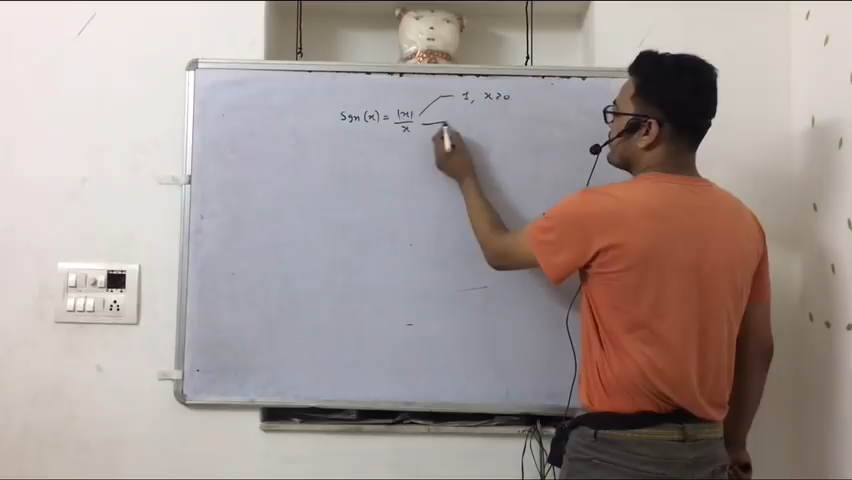 1, x>0
Sgn(x) = |x|/x